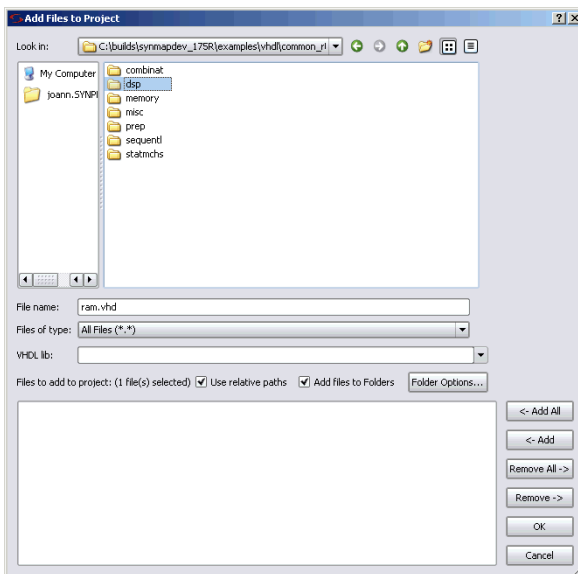 Add Files to Project
Look in: C:\builds\synmapdev_175R\examples\vhdl\common_rl
My Computer
joann.SYNPI
combinat
dsp
memory
misc
prep
sequentl
statmchs
File name: ram.vhd
Files of type: All Files (*.*)
VHDL lib:
Files to add to project: (1 file(s) selected) Use relative paths Add files to Folders Folder Options...
<- Add All
<- Add
Remove All ->
Remove ->
OK
Cancel